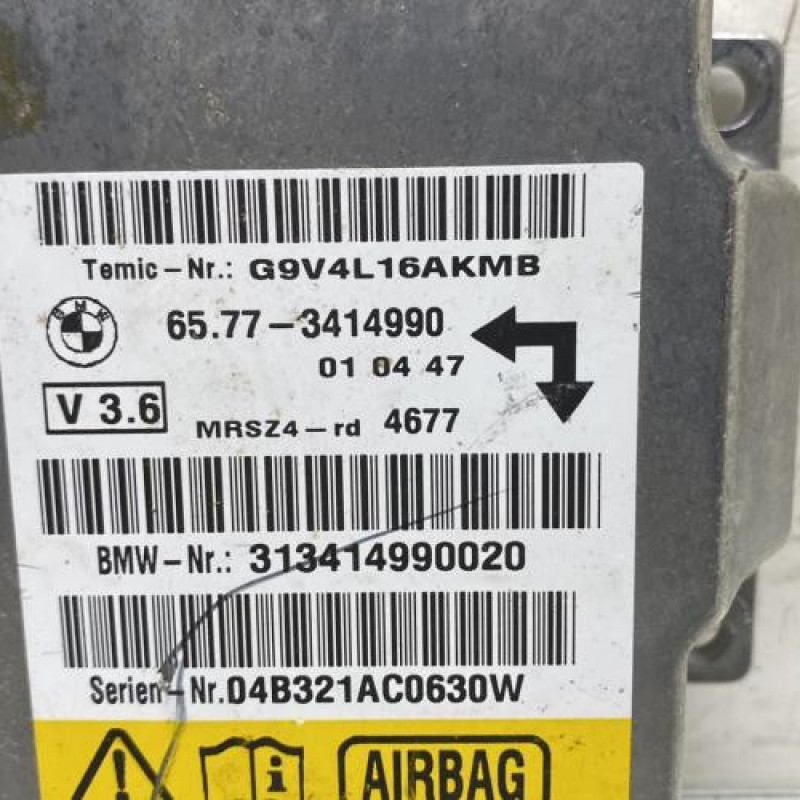 Temic-Nr.: G9V4L16AKMB
BMW
65.77-3414990
01 04 47
V 3.6
MRSZ4-rd 4677
BMW-Nr.: 313414990020
Serien-Nr. 04B321AC0630W
! i AIRBAG